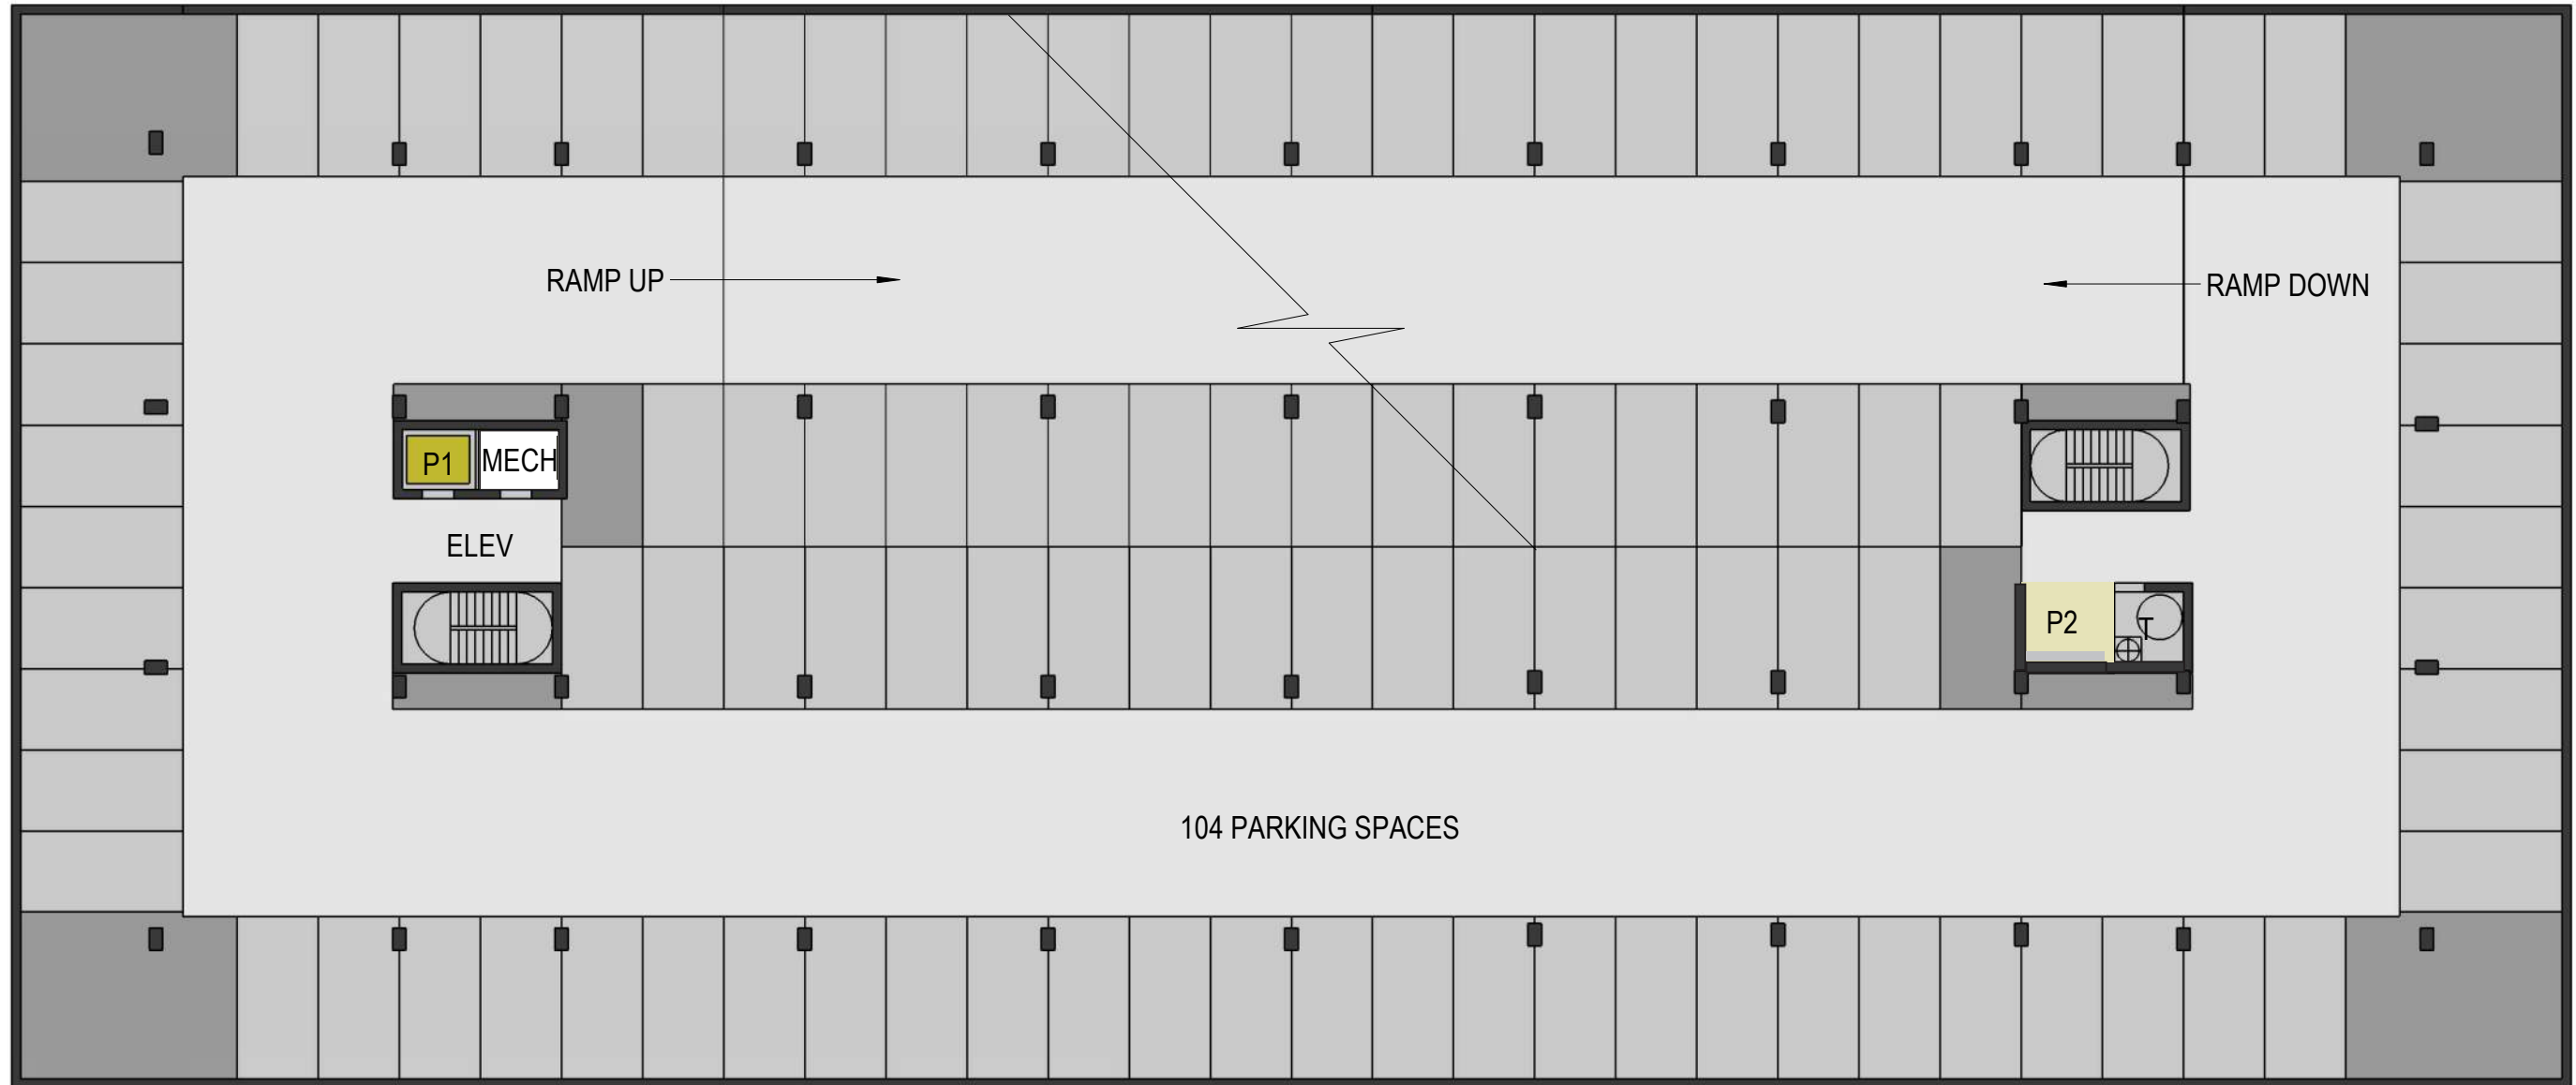 RAMP UP
RAMP DOWN
P1
MECH
ELEV
P2
T
104 PARKING SPACES